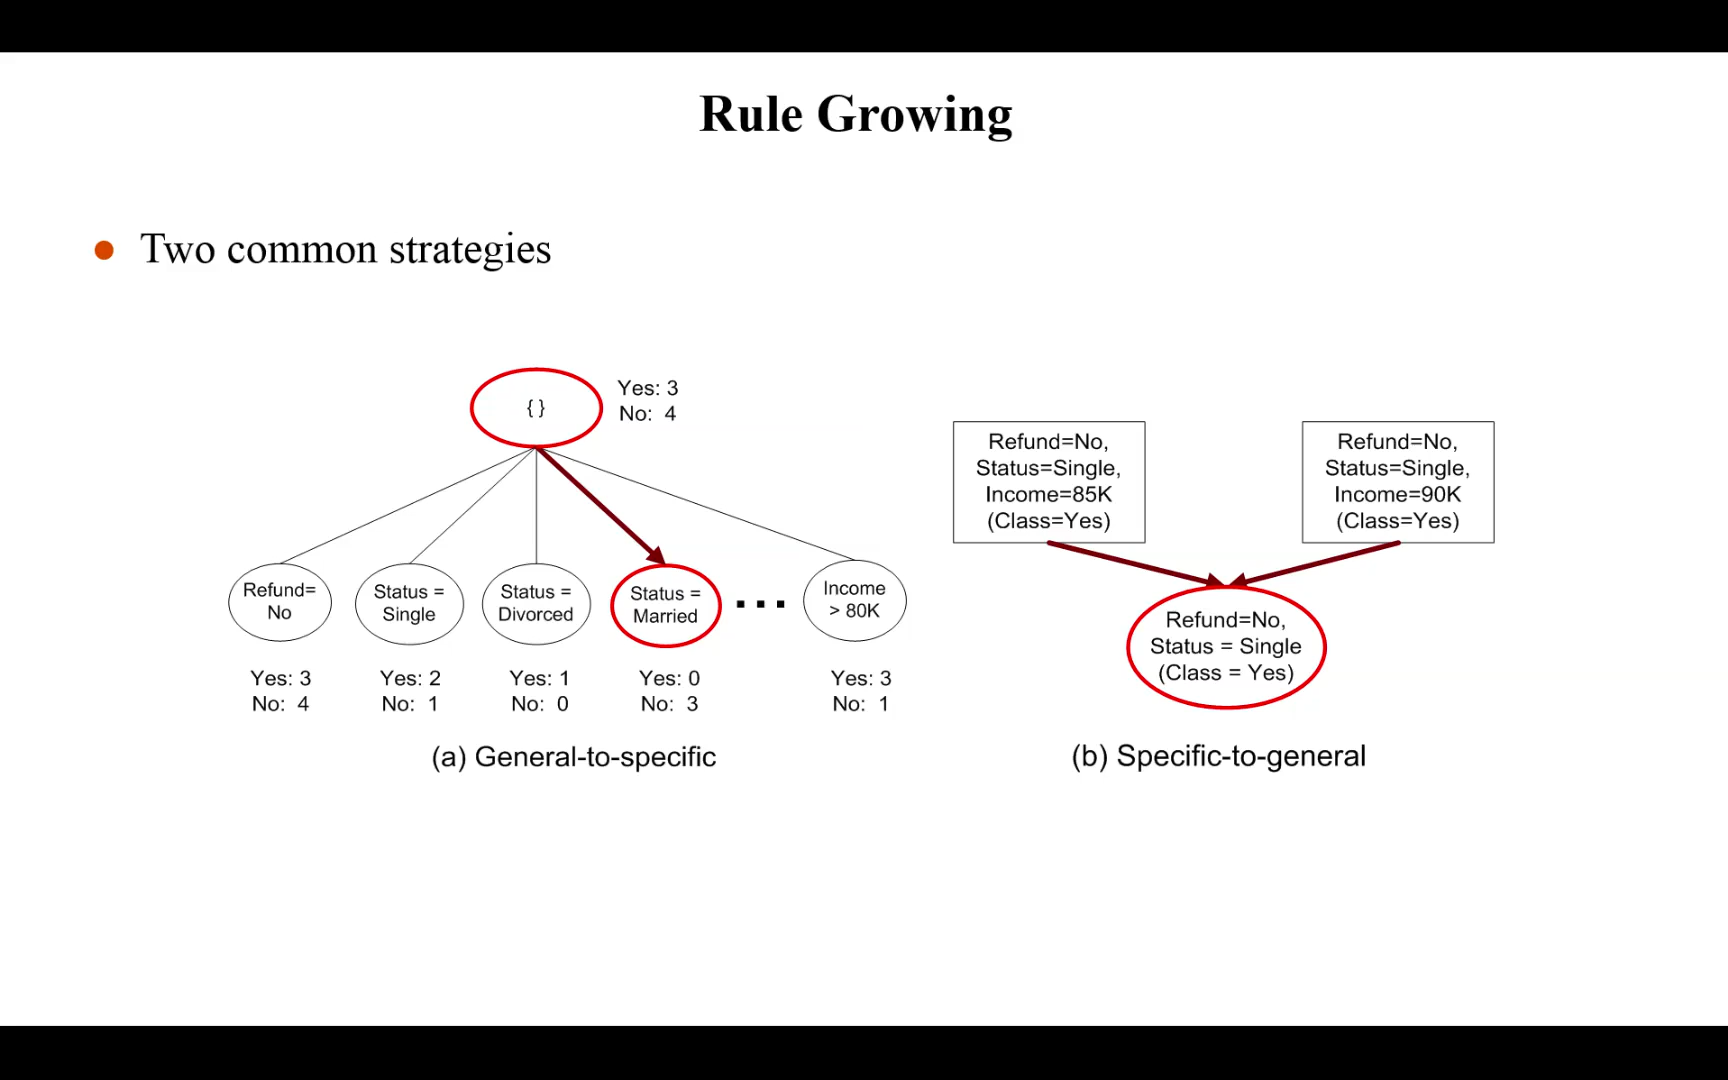 Rule Growing
● Two common strategies
{ }
Yes: 3
No: 4
Refund=
No
Yes: 3
No: 4
Status =
Single
Yes: 2
No: 1
Status =
Divorced
Yes: 1
No: 0
Status =
Married
Yes: 0
No: 3
...
Income
> 80K
Yes: 3
No: 1
(a) General-to-specific
Refund=No,
Status=Single,
Income=85K
(Class=Yes)
Refund=No,
Status=Single,
Income=90K
(Class=Yes)
Refund=No,
Status = Single
(Class = Yes)
(b) Specific-to-general